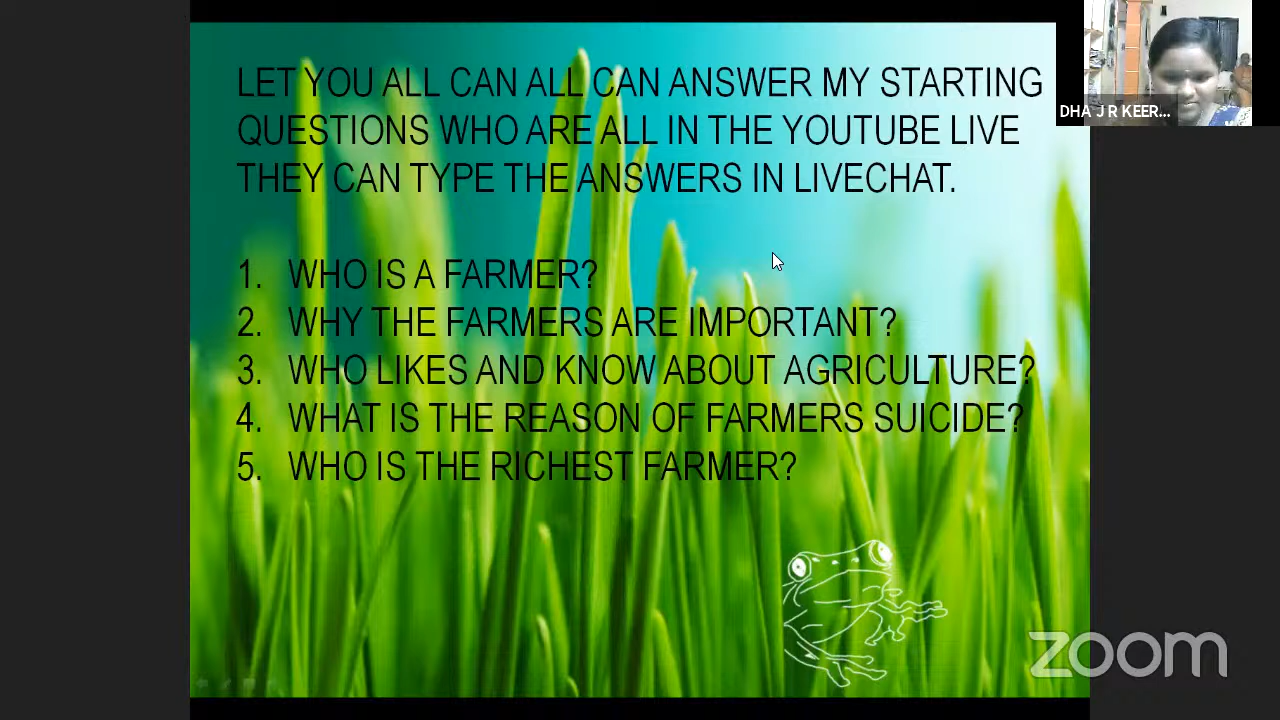 LET YOU ALL CAN ALL CAN ANSWER MY STARTING
QUESTIONS WHO ARE ALL IN THE YOUTUBE LIVE
THEY CAN TYPE THE ANSWERS IN LIVECHAT.
1. WHO IS A FARMER?
2. WHY THE FARMERS ARE IMPORTANT?
3. WHO LIKES AND KNOW ABOUT AGRICULTURE?
4. WHAT IS THE REASON OF FARMERS SUICIDE?
5. WHO IS THE RICHEST FARMER?
DHA J R KEER...
zoom